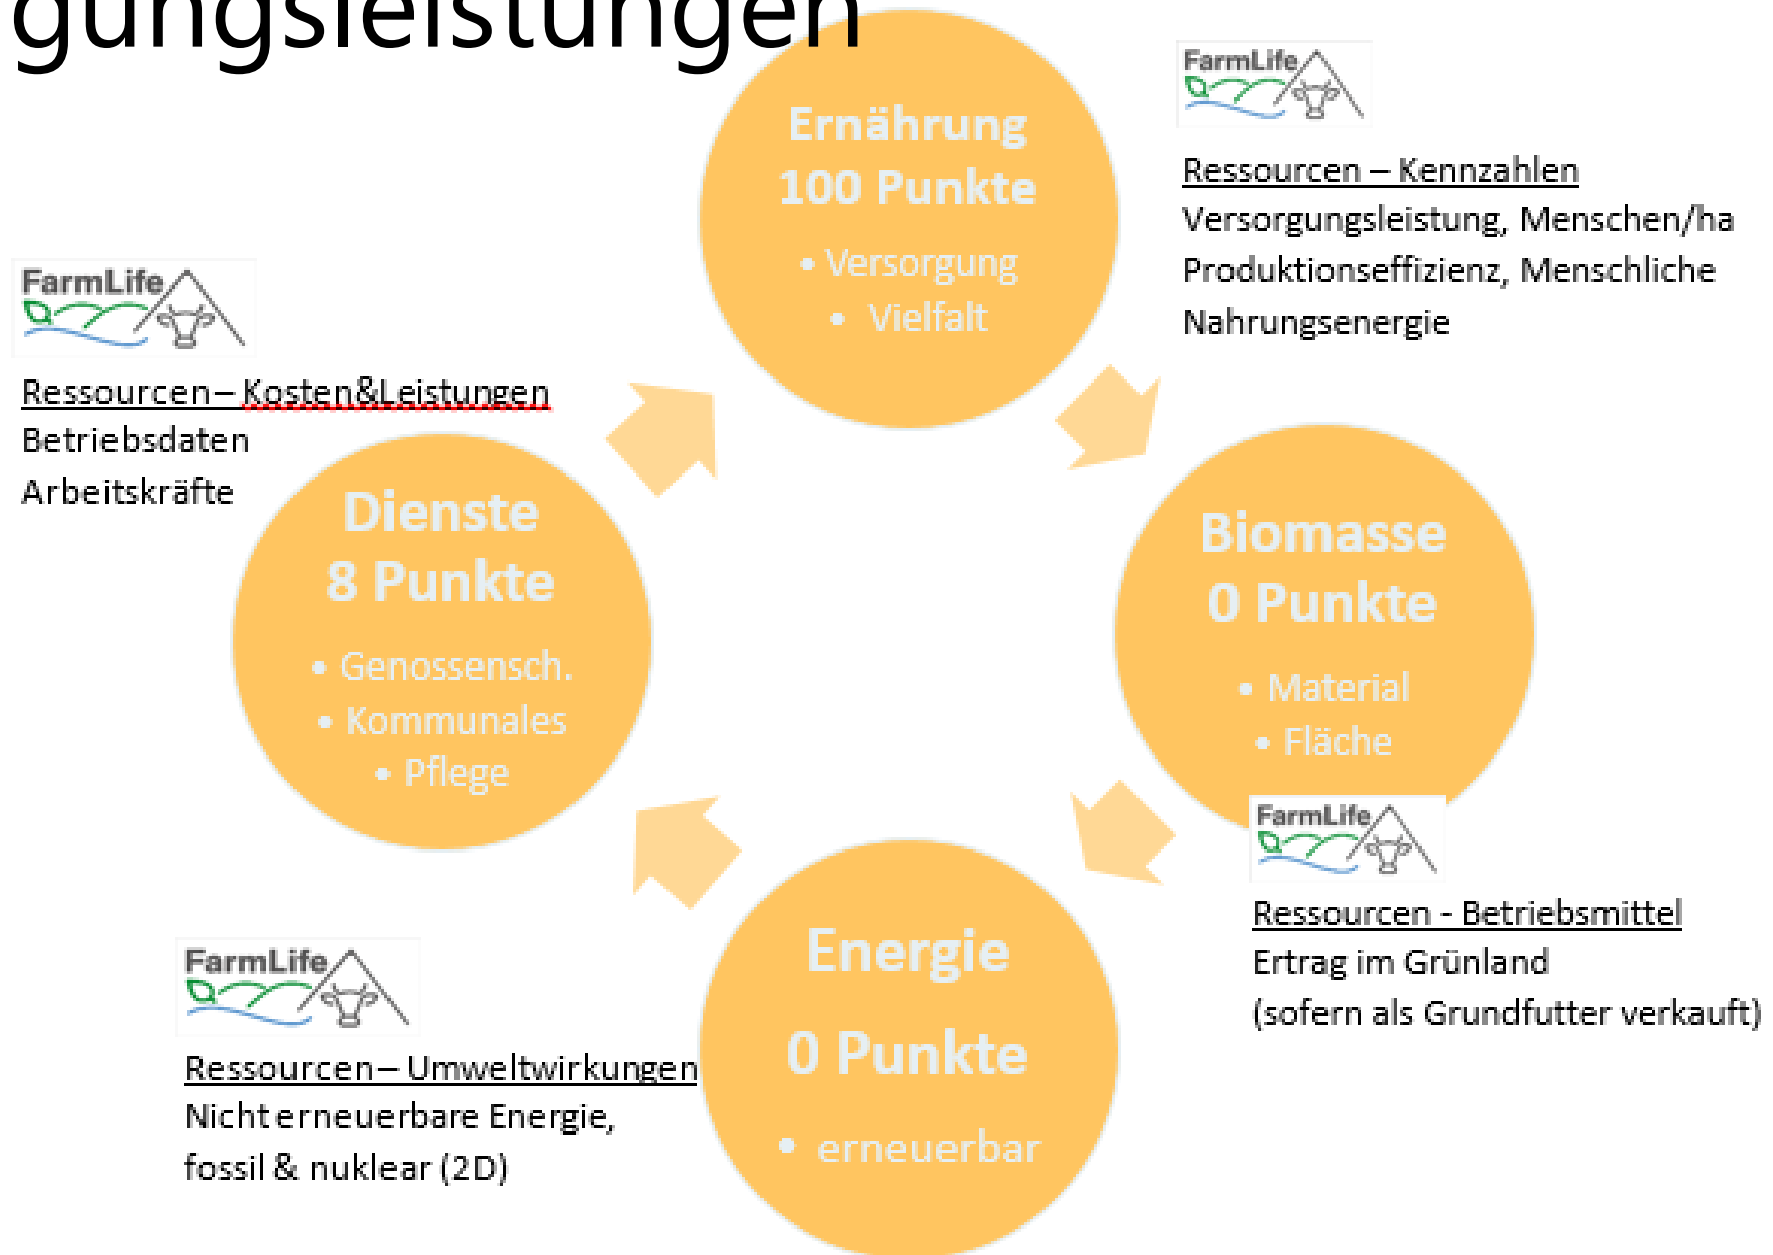 gungsleistungen
Ernährung
100 Punkte
• Versorgung
• Vielfalt
FarmLife
Ressourcen – Kennzahlen
Versorgungsleistung, Menschen/ha
Produktionseffizienz, Menschliche
Nahrungsenergie
FarmLife
Ressourcen – Kosten&Leistungen
Betriebsdaten
Arbeitskräfte
Dienste
8 Punkte
• Genossensch.
• Kommunales
• Pflege
Biomasse
0 Punkte
• Material
• Fläche
FarmLife
Ressourcen - Betriebsmittel
Ertrag im Grünland
(sofern als Grundfutter verkauft)
Energie
0 Punkte
• erneuerbar
FarmLife
Ressourcen – Umweltwirkungen
Nicht erneuerbare Energie,
fossil & nuklear (2D)